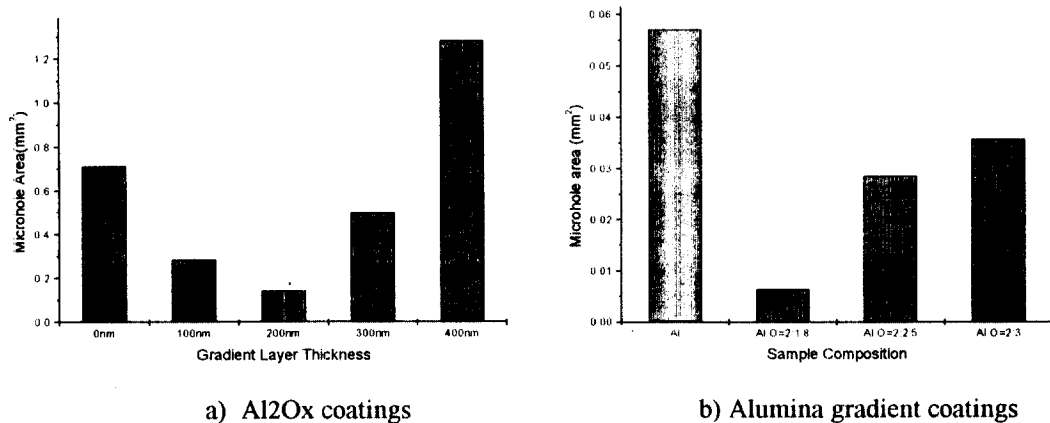 Micronole Area(mm²)
1.2
1.0
0.8
0.6
0.4
0.2
0.0
0nm 100nm 200nm 300nm 400nm
Gradient Layer Thickness
a) Al2Ox coatings
Microhole area (mm²)
0.06
0.05
0.04
0.03
0.02
0.01
0.00
Al Al O=2:1.8 Al O=2:2.5 Al O=2:3
Sample Composition
b) Alumina gradient coatings